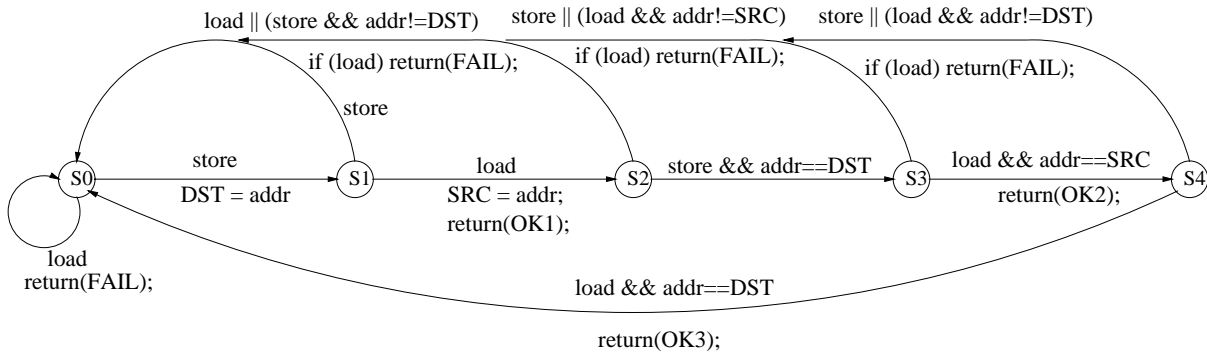 load || (store && addr!=DST)
store || (load && addr!=SRC)
store || (load && addr!=DST)
if (load) return(FAIL);
if (load) return(FAIL);
if (load) return(FAIL);
store
S0
store
DST = addr
S1
load
SRC = addr;
return(OK1);
S2
store && addr==DST
S3
load && addr==SRC
return(OK2);
S4
load
return(FAIL);
load && addr==DST
return(OK3);